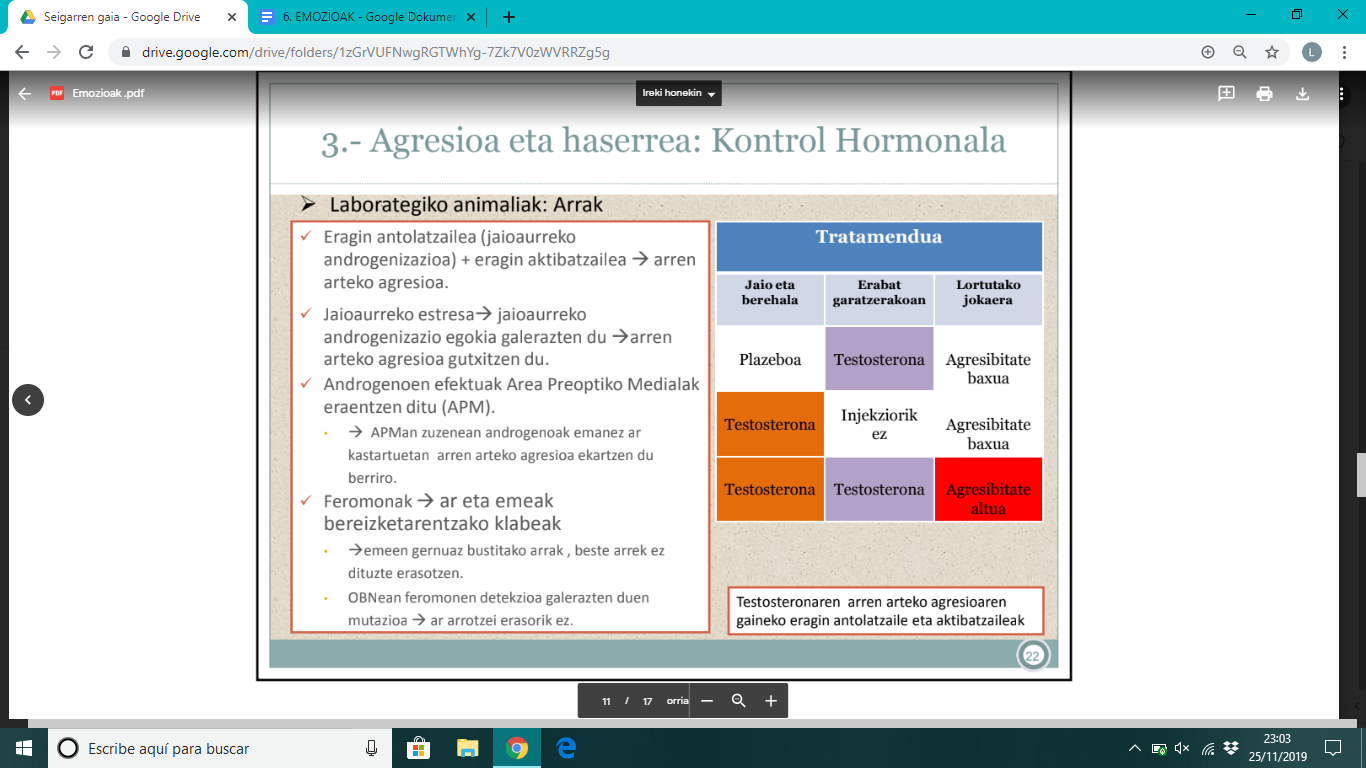 Seigarren gaia - Google Drive
6. EMOZIOAK - Google Dokumen
drive.google.com/drive/folders/1zGrVUFNwgRGTWhYg-7Zk7V0zWVRRZg5g
L
PDF Emozioak .pdf
Ireki honekin
3.- Agresioa eta haserrea: Kontrol Hormonala
➢ Laborategiko animaliak: Arrak
✓ Eragin antolatzailea (jaioaurreko
androgenizazioa) + eragin aktibatzailea → arren
arteko agresioa.
✓ Jaioaurreko estresa→ jaioaurreko
androgenizazio egokia galerazten du →arren
arteko agresioa gutxitzen du.
✓ Androgenoen efektuak Area Preoptiko Medialak
eraentzen ditu (APM).
• → APMan zuzenean androgenoak emanez ar
kastartuetan arren arteko agresioa ekartzen du
berriro.
✓ Feromonak → ar eta emeak
bereizketarentzako klabeak
• →emeen gernuaz bustitako arrak , beste arrek ez
dituzte erasotzen.
• OBNean feromonen detekzioa galerazten duen
mutazioa → ar arrotzei erasorik ez.
Tratamendua
Jaio eta
berehala
Erabat
garatzerakoan
Lortutako
jokaera
Plazeboa
Testosterona
Agresibitate
baxua
Testosterona
Injekziorik
ez
Agresibitate
baxua
Testosterona
Testosterona
Agresibitate
altua
Testosteronaren arren arteko agresioaren
gaineko eragin antolatzaile eta aktibatzaileak
22
11 / 17 orria
Escribe aquí para buscar
23:03
25/11/2019